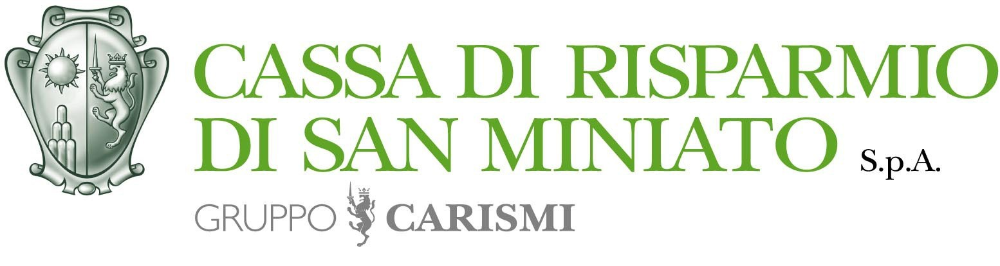 CASSA DI RISPARMIO
DI SAN MINIATO S.p.A.
GRUPPO CARISMI